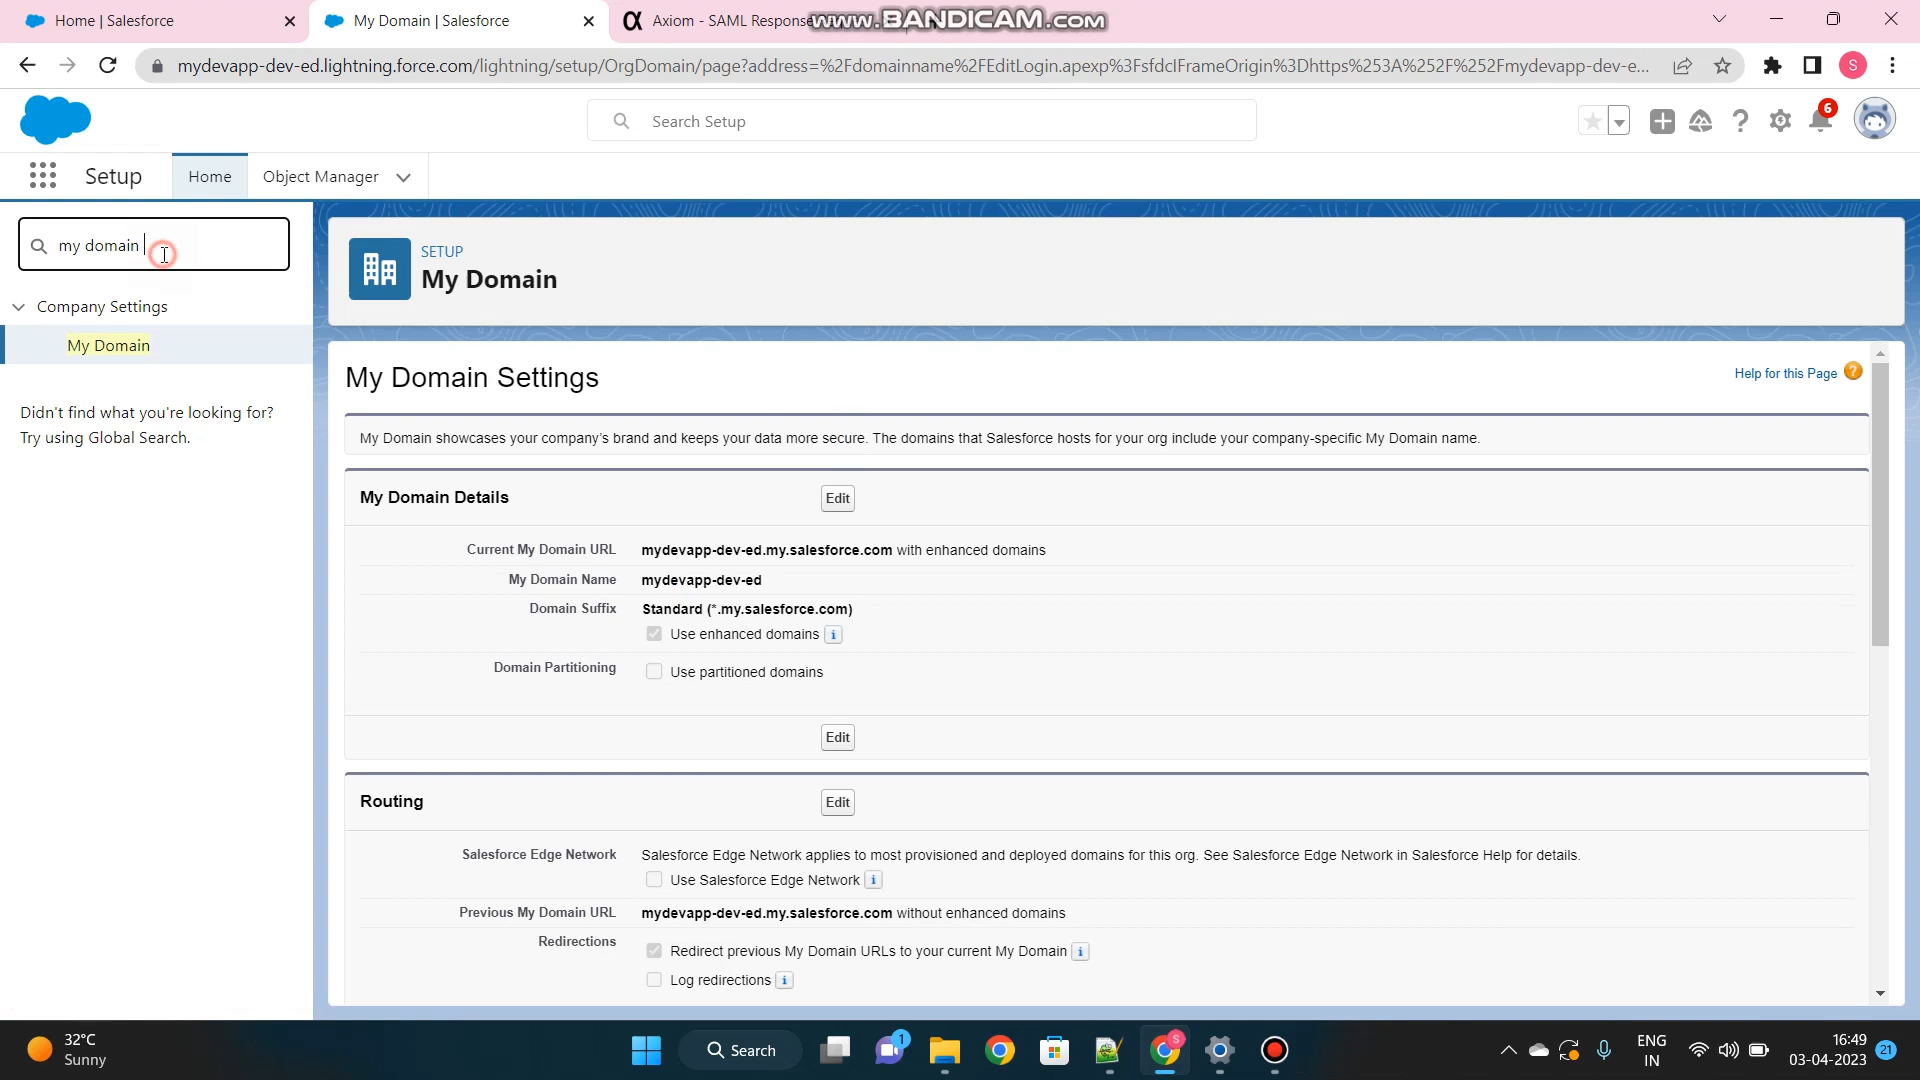 Home | Salesforce
My Domain | Salesforce
Axiom - SAML Response
www.BANDICAM.com
mydevapp-dev-ed.lightning.force.com/lightning/setup/OrgDomain/page?address=%2Fdomainname%2FEditLogin.apexp%3FsfdcIFrameOrigin%3Dhttps%253A%252F%252Fmydevapp-dev-e...
S
Search Setup
6
Setup
Home
Object Manager
my domain
Company Settings
My Domain
Didn't find what you're looking for?
Try using Global Search.
SETUP
My Domain
My Domain Settings
Help for this Page
My Domain showcases your company's brand and keeps your data more secure. The domains that Salesforce hosts for your org include your company-specific My Domain name.
My Domain Details
Edit
Current My Domain URL mydevapp-dev-ed.my.salesforce.com with enhanced domains
My Domain Name mydevapp-dev-ed
Domain Suffix Standard (*.my.salesforce.com)
Use enhanced domains
Domain Partitioning Use partitioned domains
Edit
Routing
Edit
Salesforce Edge Network Salesforce Edge Network applies to most provisioned and deployed domains for this org. See Salesforce Edge Network in Salesforce Help for details.
Use Salesforce Edge Network
Previous My Domain URL mydevapp-dev-ed.my.salesforce.com without enhanced domains
Redirections
Redirect previous My Domain URLs to your current My Domain
Log redirections
32°C
Sunny
Search
1
S
ENG
IN
16:49
03-04-2023
21